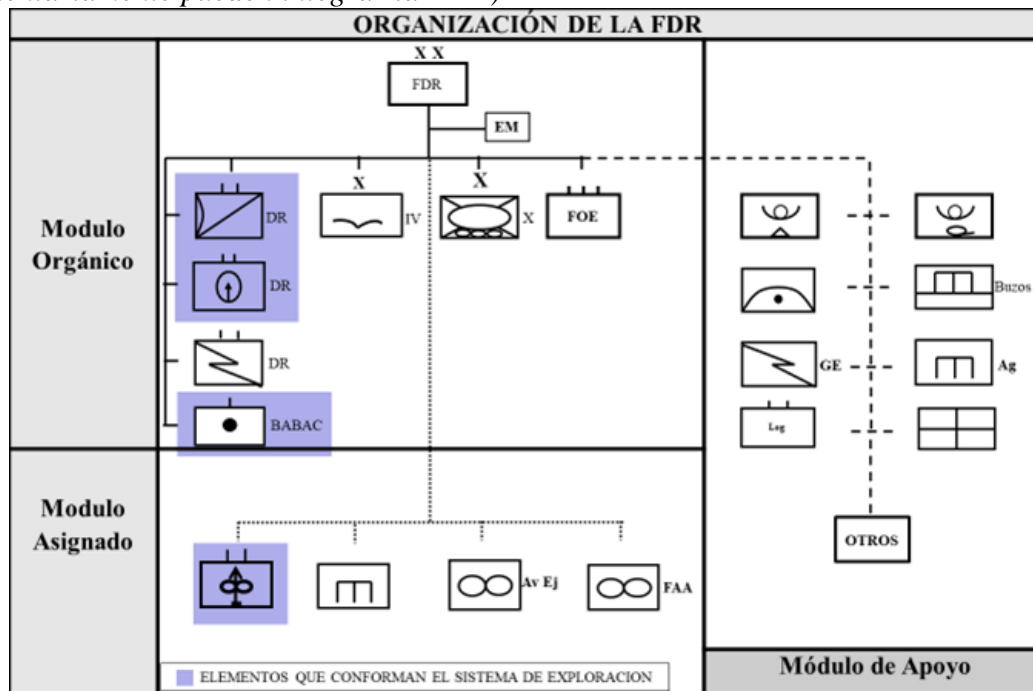 ORGANIZACIÓN DE LA FDR
X X
FDR
EM
Modulo
Orgánico
DR
X
IV
X
X
FOE
DR
DR
BABAC
Buzos
GE
Ag
Log
OTROS
Modulo
Asignado
Av Ej
FAA
ELEMENTOS QUE CONFORMAN EL SISTEMA DE EXPLORACION
Módulo de Apoyo